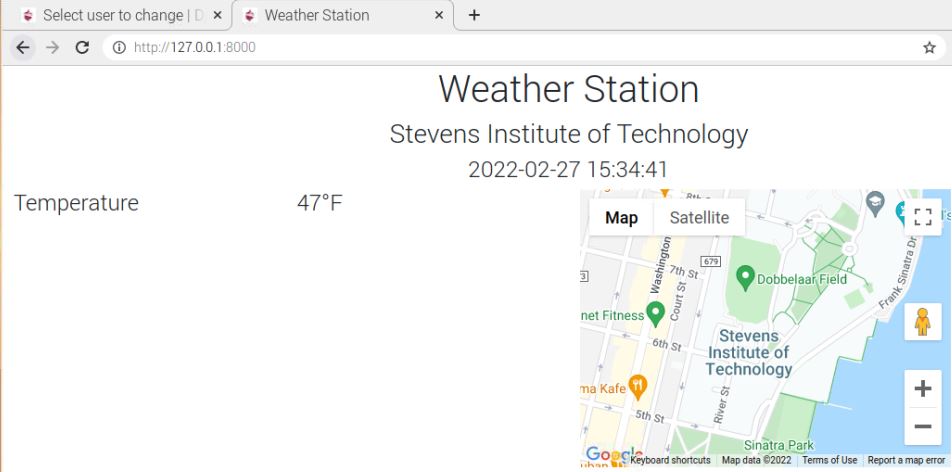 Select user to change | D
Weather Station
http://127.0.0.1:8000
Weather Station
Stevens Institute of Technology
2022-02-27 15:34:41
Temperature 47°F
Map Satellite
8th St
Washington
679
7th St
Court St
Dobbelaar Field
Frank Sinatra Dr
net Fitness
6th St
Stevens
Institute of
Technology
ma Kafe
River St
5th St
Sinatra Park
Google
uban
Keyboard shortcuts Map data ©2022 Terms of Use Report a map error